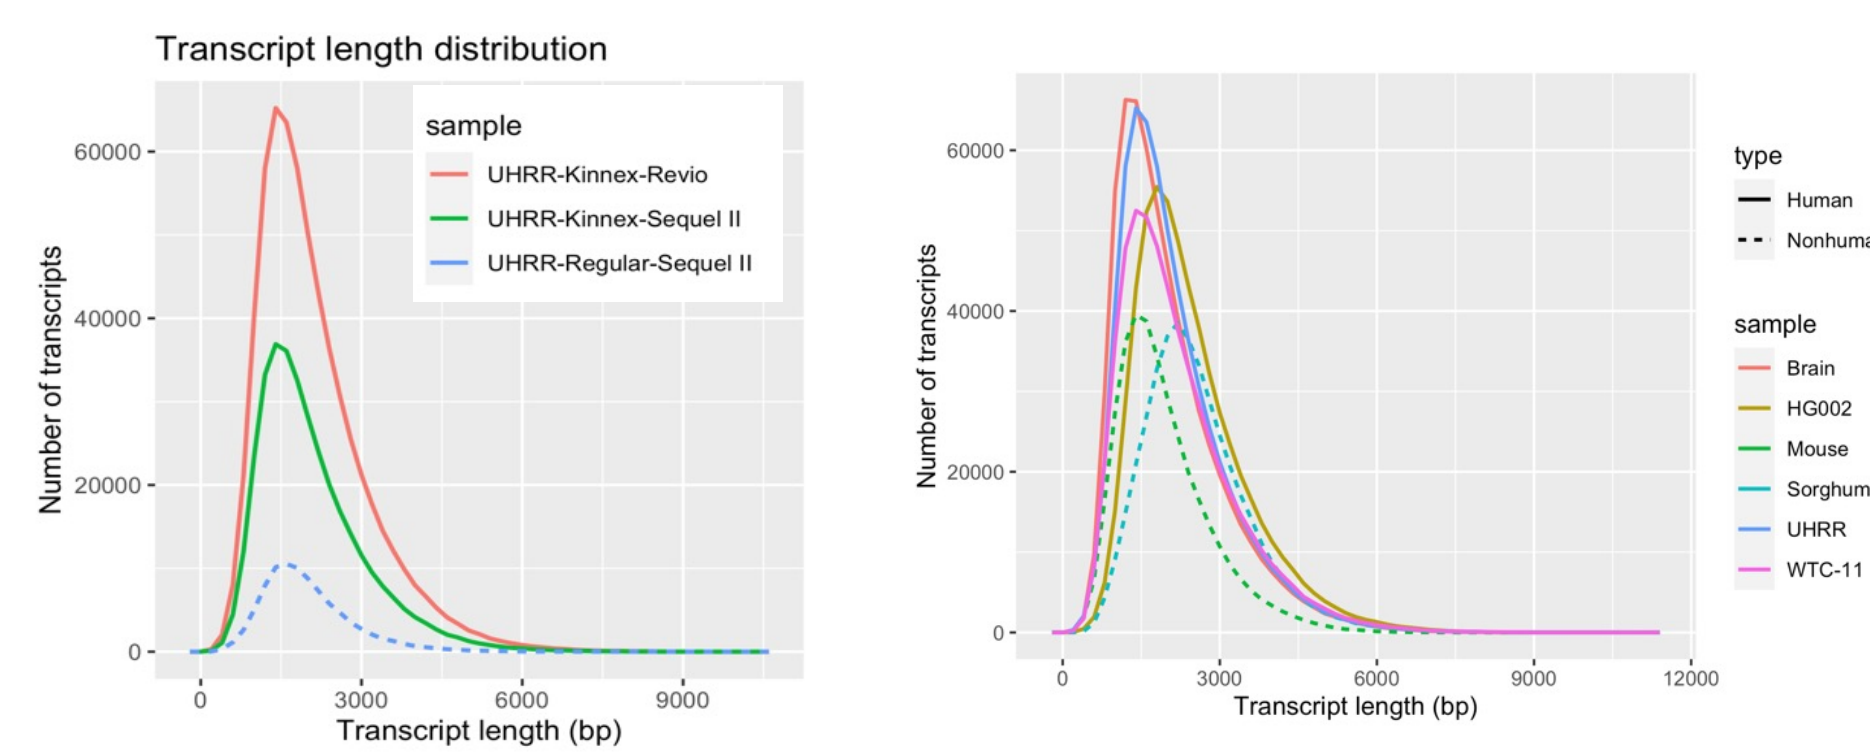 Transcript length distribution
sample
UHRR-Kinnex-Revio
UHRR-Kinnex-Sequel II
UHRR-Regular-Sequel II
Number of transcripts
60000
40000
20000
0
0 3000 6000 9000
Transcript length (bp)
Number of transcripts
60000
40000
20000
0
0 3000 6000 9000 12000
Transcript length (bp)
type
Human
Nonhuma
sample
Brain
HG002
Mouse
Sorghum
UHRR
WTC-11